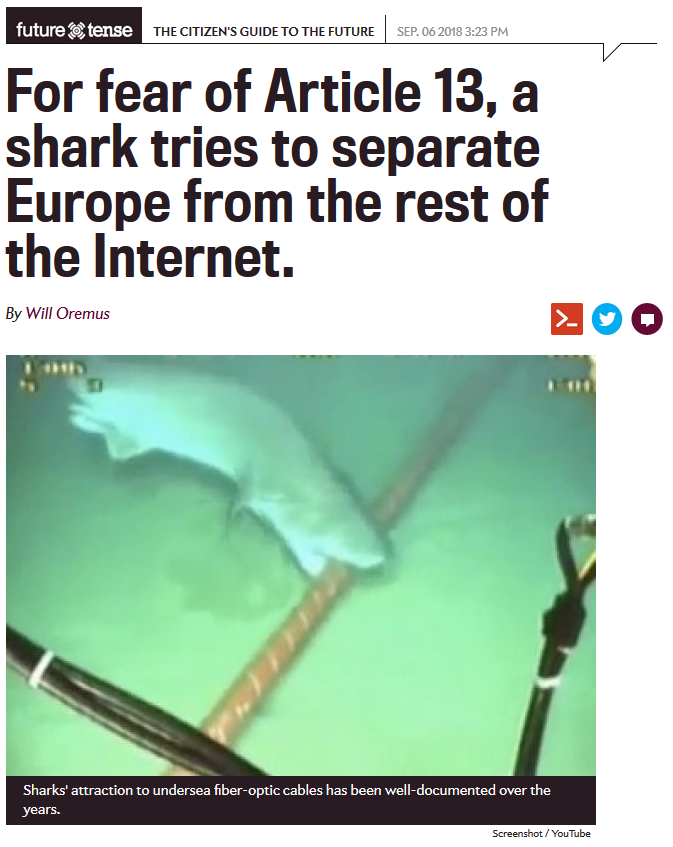 future tense THE CITIZEN'S GUIDE TO THE FUTURE SEP. 06 2018 3:23 PM
For fear of Article 13, a
shark tries to separate
Europe from the rest of
the Internet.
By Will Oremus
Sharks' attraction to undersea fiber-optic cables has been well-documented over the
years.
Screenshot / YouTube